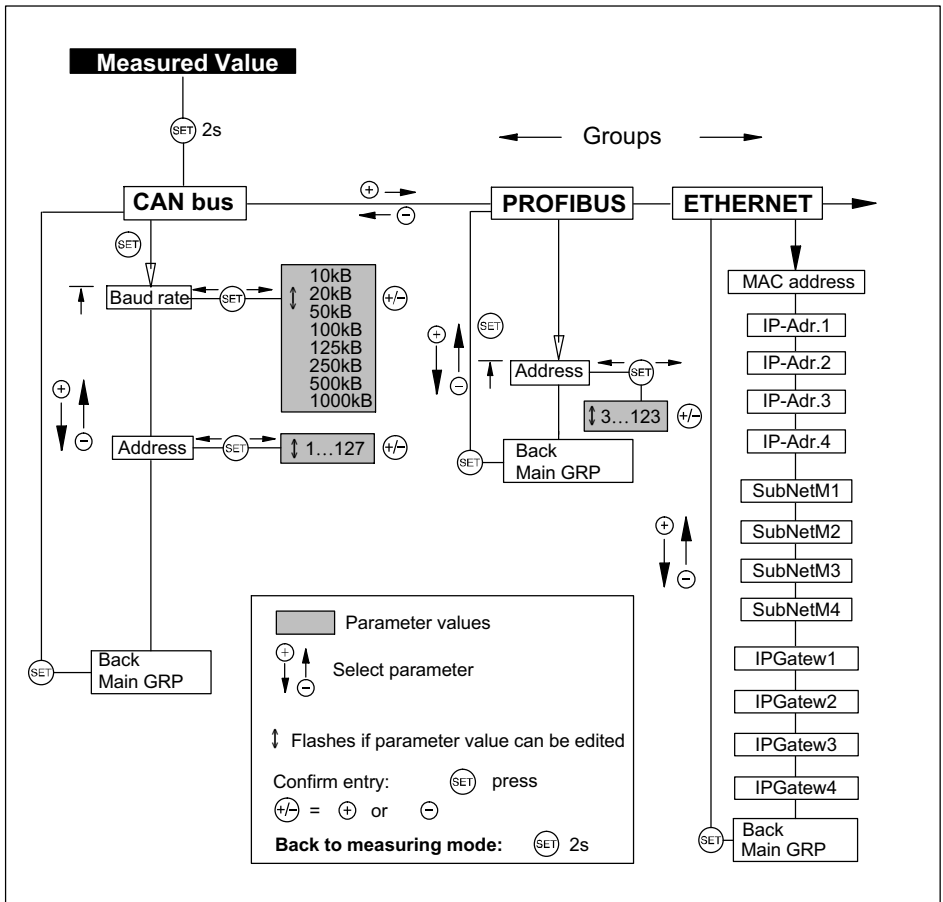 Measured Value
SET 2s
Groups
CAN bus
+
−
PROFIBUS
ETHERNET
SET
Baud rate
SET
10kB
20kB
50kB
100kB
125kB
250kB
500kB
1000kB
+/−
+
−
Address
SET
1...127
+/−
SET
Back
Main GRP
SET
+
−
Address
SET
3...123
+/−
SET
Back
Main GRP
MAC address
IP-Adr.1
IP-Adr.2
IP-Adr.3
IP-Adr.4
SubNetM1
SubNetM2
SubNetM3
SubNetM4
IPGatew1
IPGatew2
IPGatew3
IPGatew4
+
−
SET
Back
Main GRP
Parameter values
+
−
Select parameter
Flashes if parameter value can be edited
Confirm entry: SET press
+/− = + or −
Back to measuring mode: SET 2s